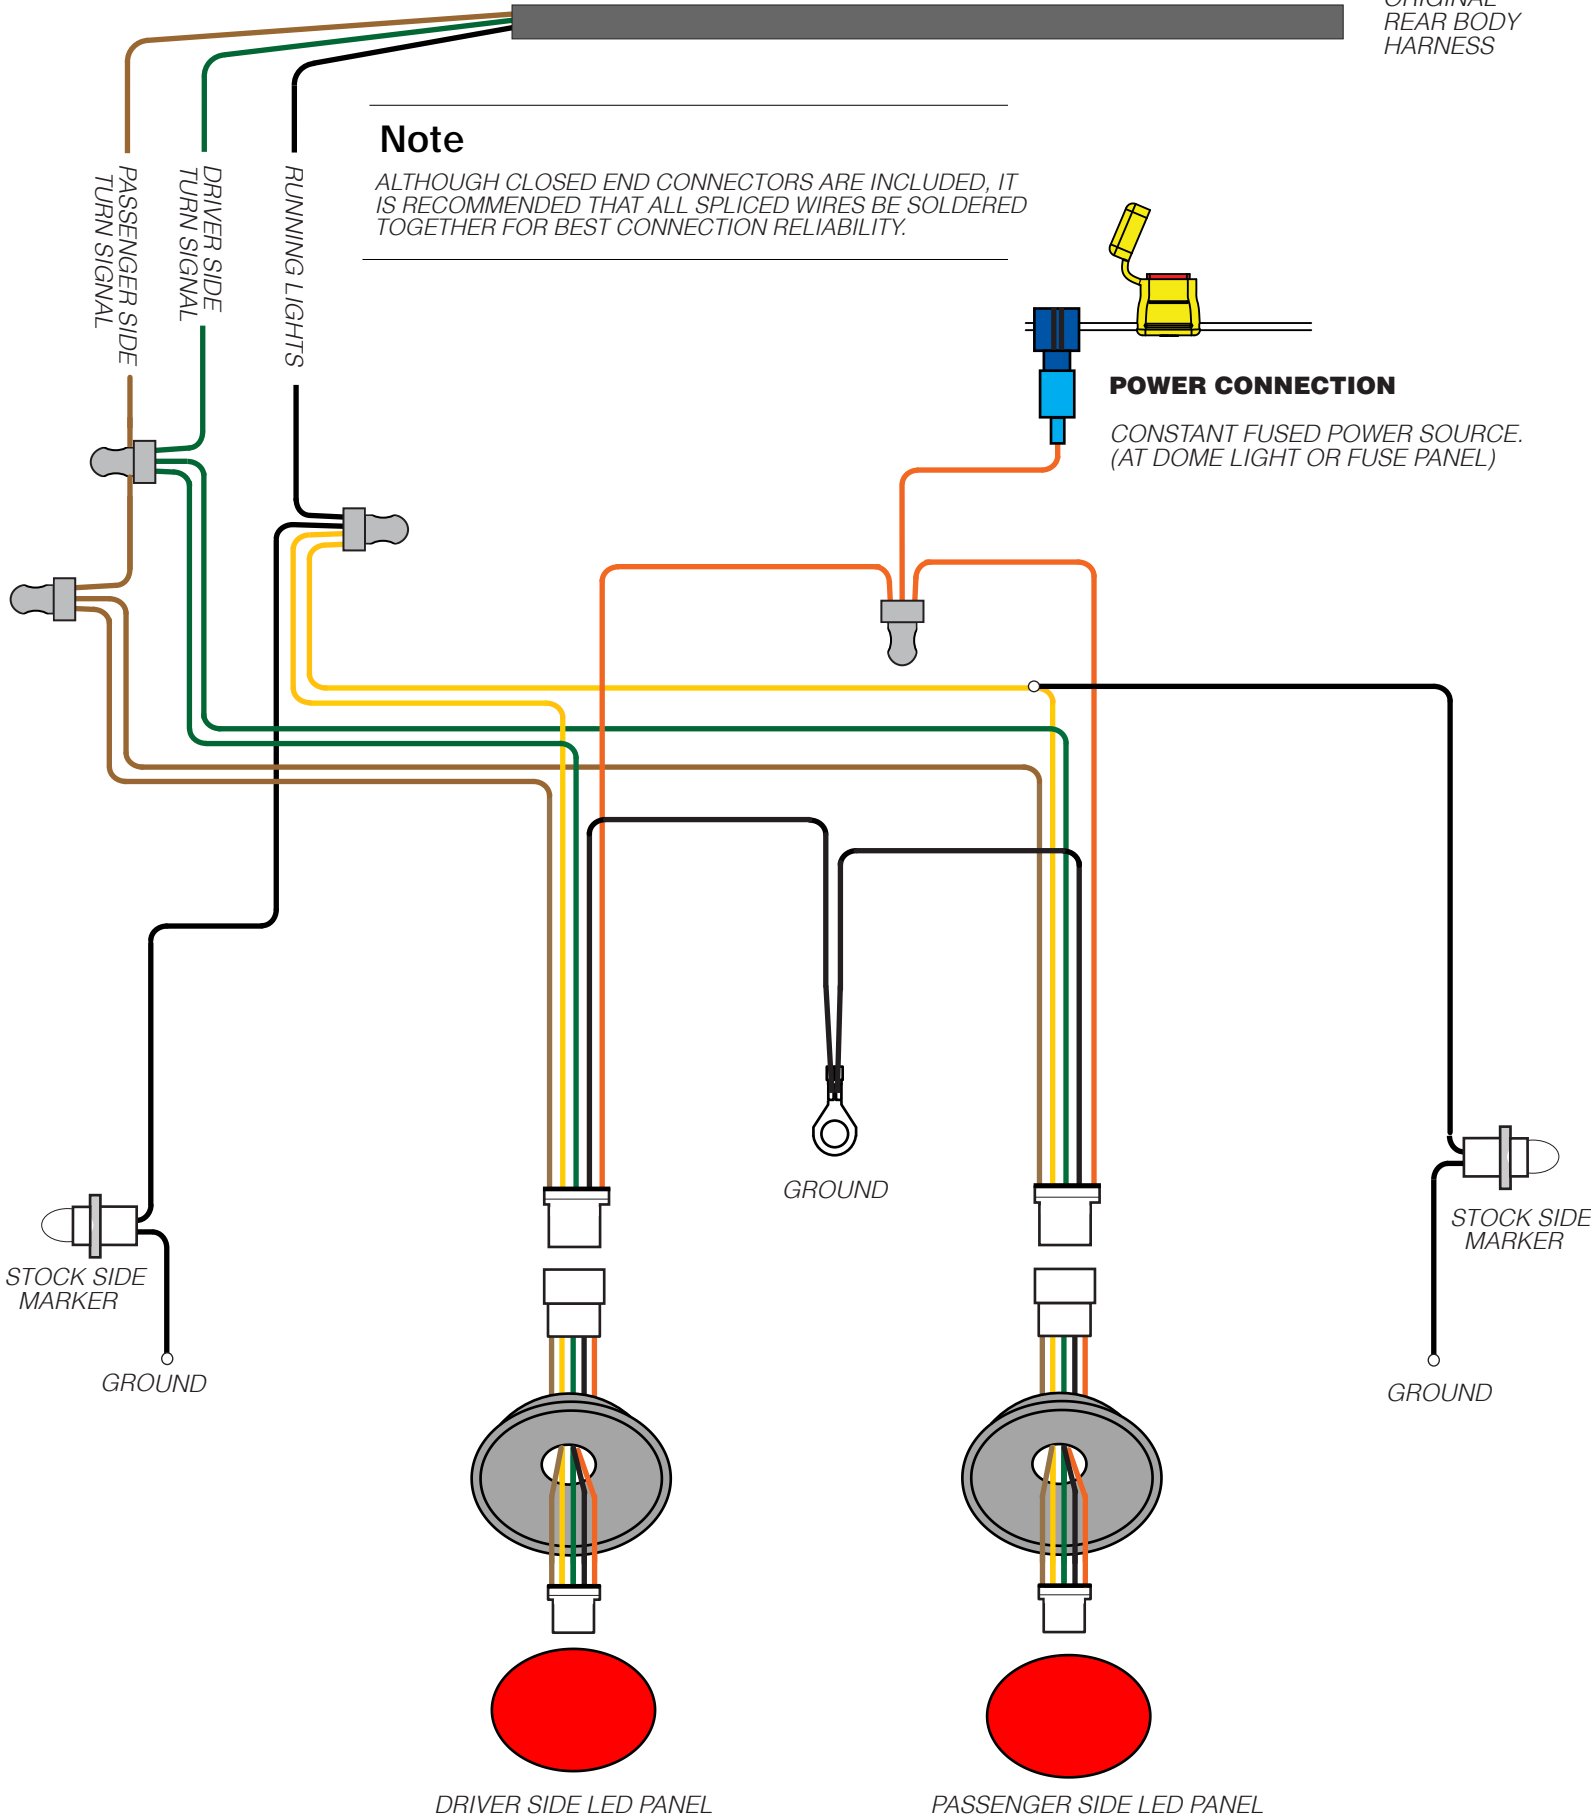 ORIGINAL
REAR BODY
HARNESS
Note
ALTHOUGH CLOSED END CONNECTORS ARE INCLUDED, IT
IS RECOMMENDED THAT ALL SPLICED WIRES BE SOLDERED
TOGETHER FOR BEST CONNECTION RELIABILITY.
PASSENGER SIDE
TURN SIGNAL
DRIVER SIDE
TURN SIGNAL
RUNNING LIGHTS
POWER CONNECTION
CONSTANT FUSED POWER SOURCE.
(AT DOME LIGHT OR FUSE PANEL)
GROUND
STOCK SIDE
MARKER
STOCK SIDE
MARKER
GROUND
GROUND
DRIVER SIDE LED PANEL
PASSENGER SIDE LED PANEL